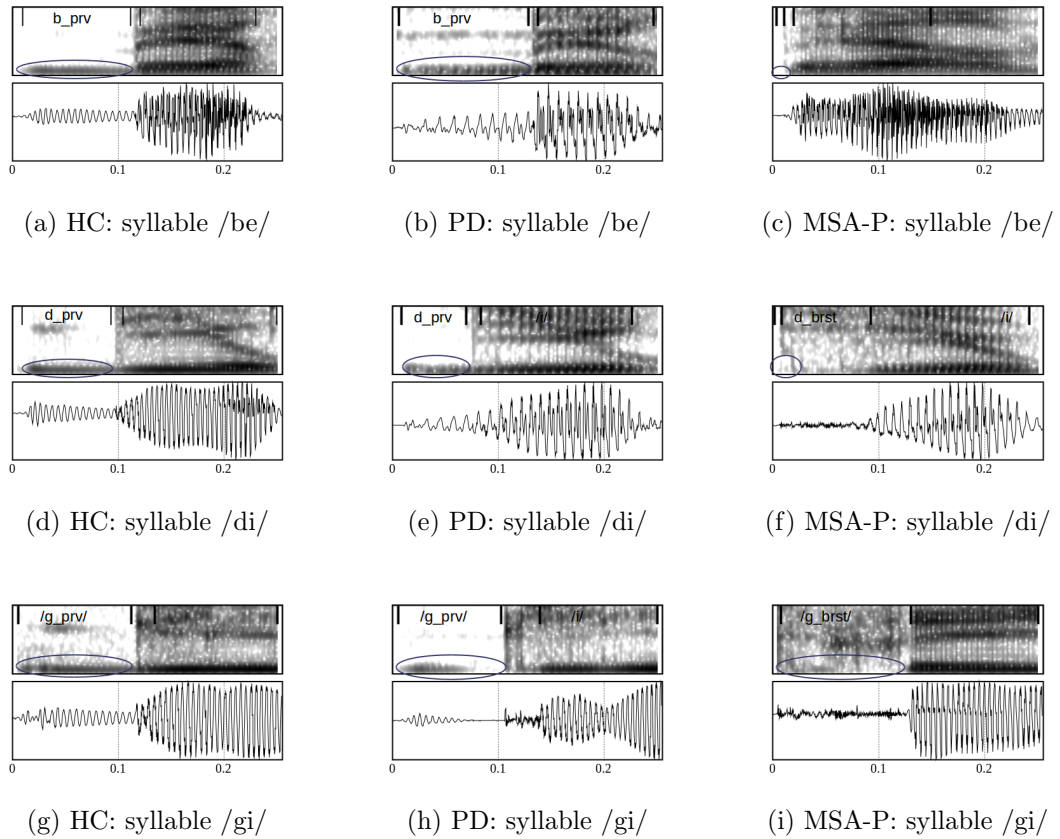 b_prv b_prv
0 0.1 0.2 0 0.1 0.2 0 0.1 0.2
(a) HC: syllable /be/ (b) PD: syllable /be/ (c) MSA-P: syllable /be/
d_prv d_prv /i/ d_brst /i/
0 0.1 0.2 0 0.1 0.2 0 0.1 0.2
(d) HC: syllable /di/ (e) PD: syllable /di/ (f) MSA-P: syllable /di/
/g_prv/ /g_prv/ /i/ /g_brst/
0 0.1 0.2 0 0.1 0.2 0 0.1 0.2
(g) HC: syllable /gi/ (h) PD: syllable /gi/ (i) MSA-P: syllable /gi/